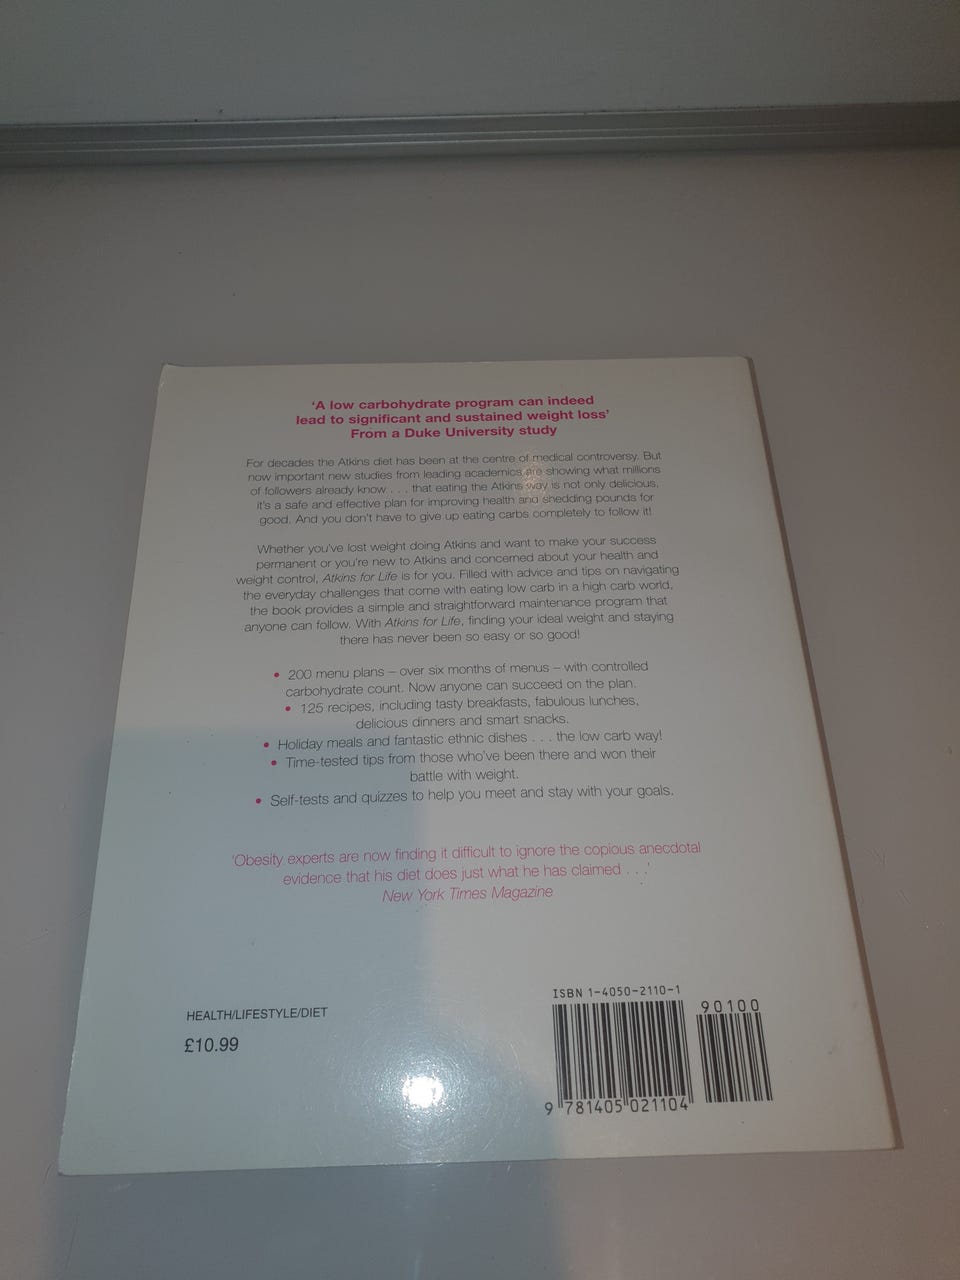 ‘A low carbohydrate program can indeed
lead to significant and sustained weight loss’
From a Duke University study
For decades the Atkins diet has been at the centre of medical controversy. But
now important new studies from leading academics are showing what millions
of followers already know . . . that eating the Atkins way is not only delicious,
it's a safe and effective plan for improving health and shedding pounds for
good. And you don't have to give up eating carbs completely to follow it!
Whether you've lost weight doing Atkins and want to make your success
permanent or you're new to Atkins and concerned about your health and
weight control, Atkins for Life is for you. Filled with advice and tips on navigating
the everyday challenges that come with eating low carb in a high carb world,
the book provides a simple and straightforward maintenance program that
anyone can follow. With Atkins for Life, finding your ideal weight and staying
there has never been so easy or so good!
• 200 menu plans – over six months of menus – with controlled
carbohydrate count. Now anyone can succeed on the plan.
• 125 recipes, including tasty breakfasts, fabulous lunches,
delicious dinners and smart snacks.
• Holiday meals and fantastic ethnic dishes . . . the low carb way!
• Time-tested tips from those who've been there and won their
battle with weight.
• Self-tests and quizzes to help you meet and stay with your goals.
‘Obesity experts are now finding it difficult to ignore the copious anecdotal
evidence that his diet does just what he has claimed . . .’
New York Times Magazine
HEALTH/LIFESTYLE/DIET
£10.99
ISBN 1-4050-2110-1
90100
9 781405 021104